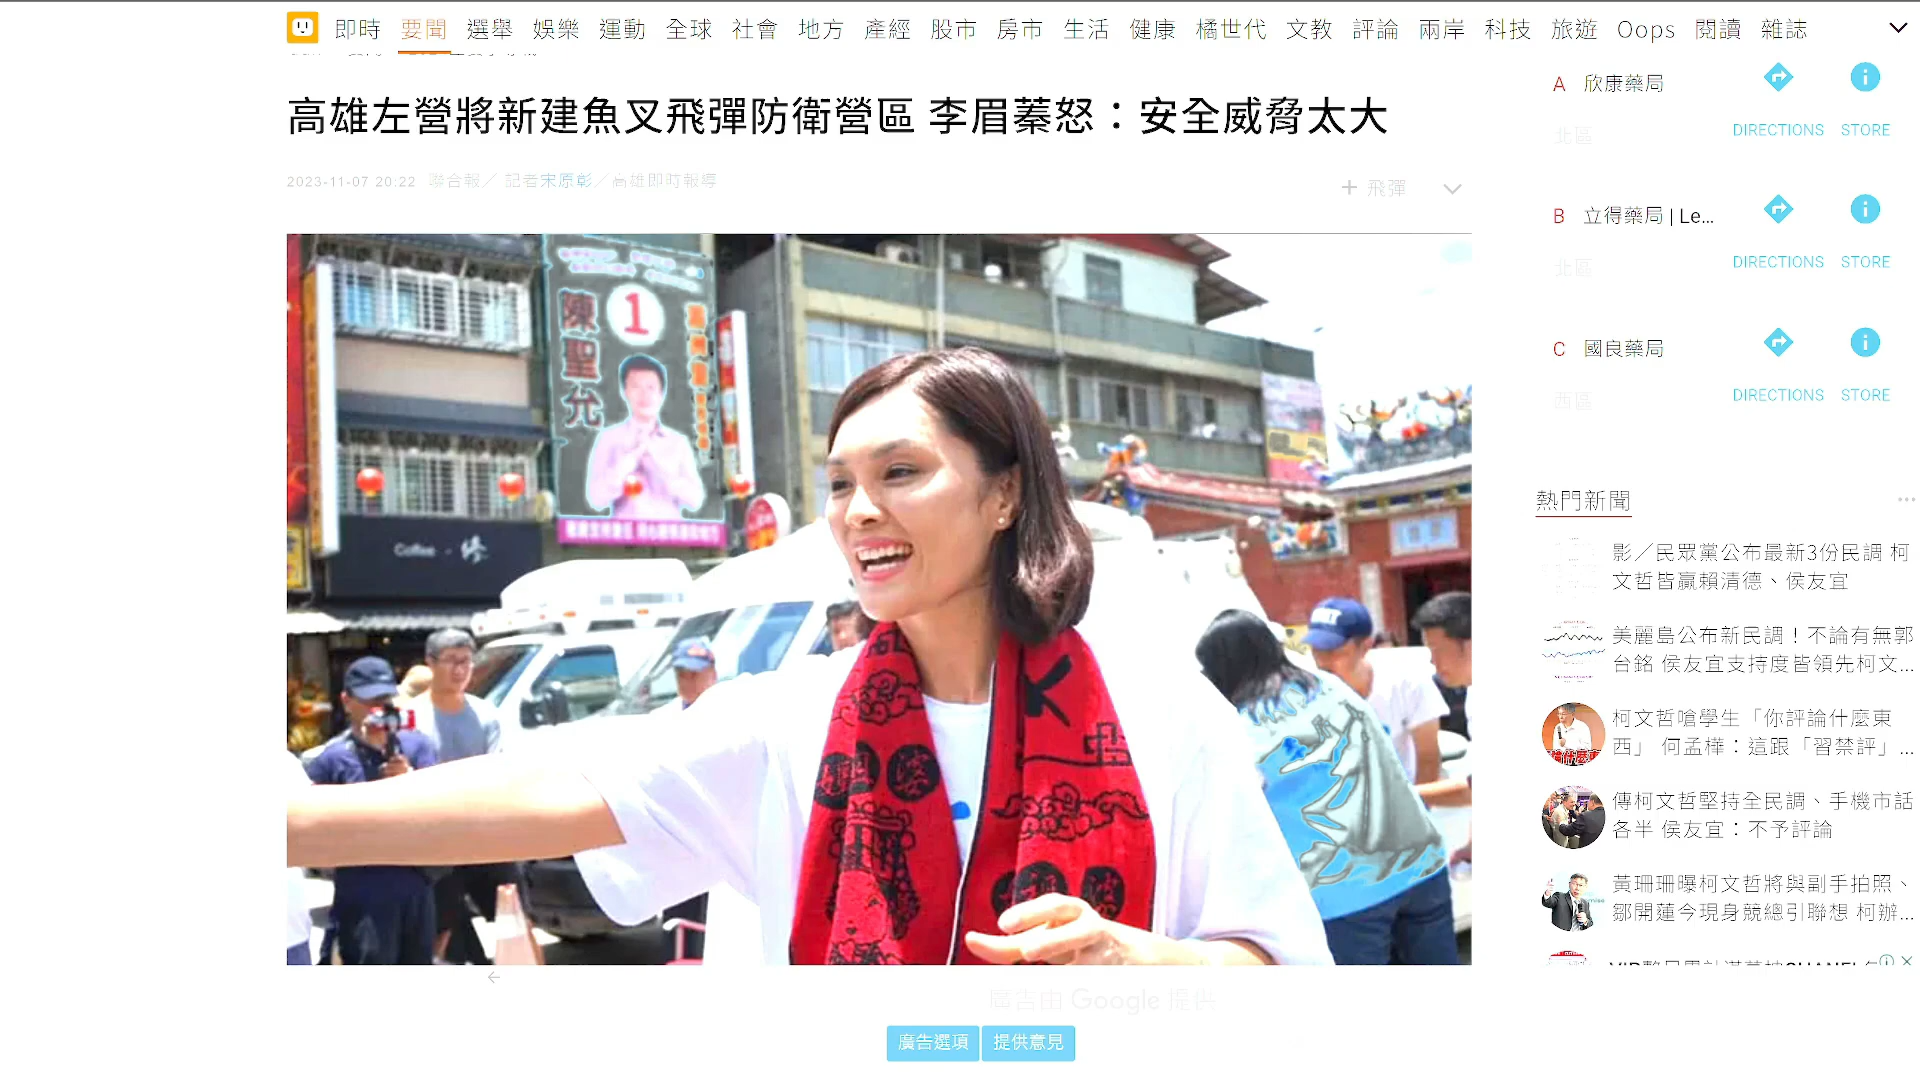 即時 要聞 選舉 娛樂 運動 全球 社會 地方 產經 股市 房市 生活 健康 橘世代 文教 評論 兩岸 科技 旅遊 Oops 閱讀 雜誌
高雄左營將新建魚叉飛彈防衛營區 李眉蓁怒：安全威脅太大
2023-11-07 20:22 聯合報／ 記者宋原彰／高雄即時報導
+ 飛彈
陳聖允
1
Coffee
K
A 欣康藥局
北區
DIRECTIONS STORE
B 立得藥局 | Le...
北區
DIRECTIONS STORE
C 國良藥局
西區
DIRECTIONS STORE
熱門新聞
影／民眾黨公布最新3份民調 柯
文哲皆贏賴清德、侯友宜
美麗島公布新民調！不論有無郭
台銘 侯友宜支持度皆領先柯文...
柯文哲嗆學生「你評論什麼東
西」 何孟樺：這跟「習禁評」...
傳柯文哲堅持全民調、手機市話
各半 侯友宜：不予評論
黃珊珊曝柯文哲將與副手拍照、
鄒開蓮今現身競總引聯想 柯辦...
廣告由 Google 提供
廣告選項 提供意見